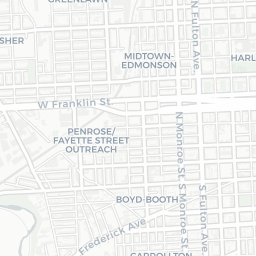 GREENLAWN
SHER
MIDTOWN-
EDMONSON
HARL
N Fulton Ave
W Franklin St.
PENROSE/
FAYETTE STREET
OUTREACH
N Monroe St.
S Monroe St.
BOYD-BOOTH
S Fulton Ave.
Frederick Ave
CARROLLTON